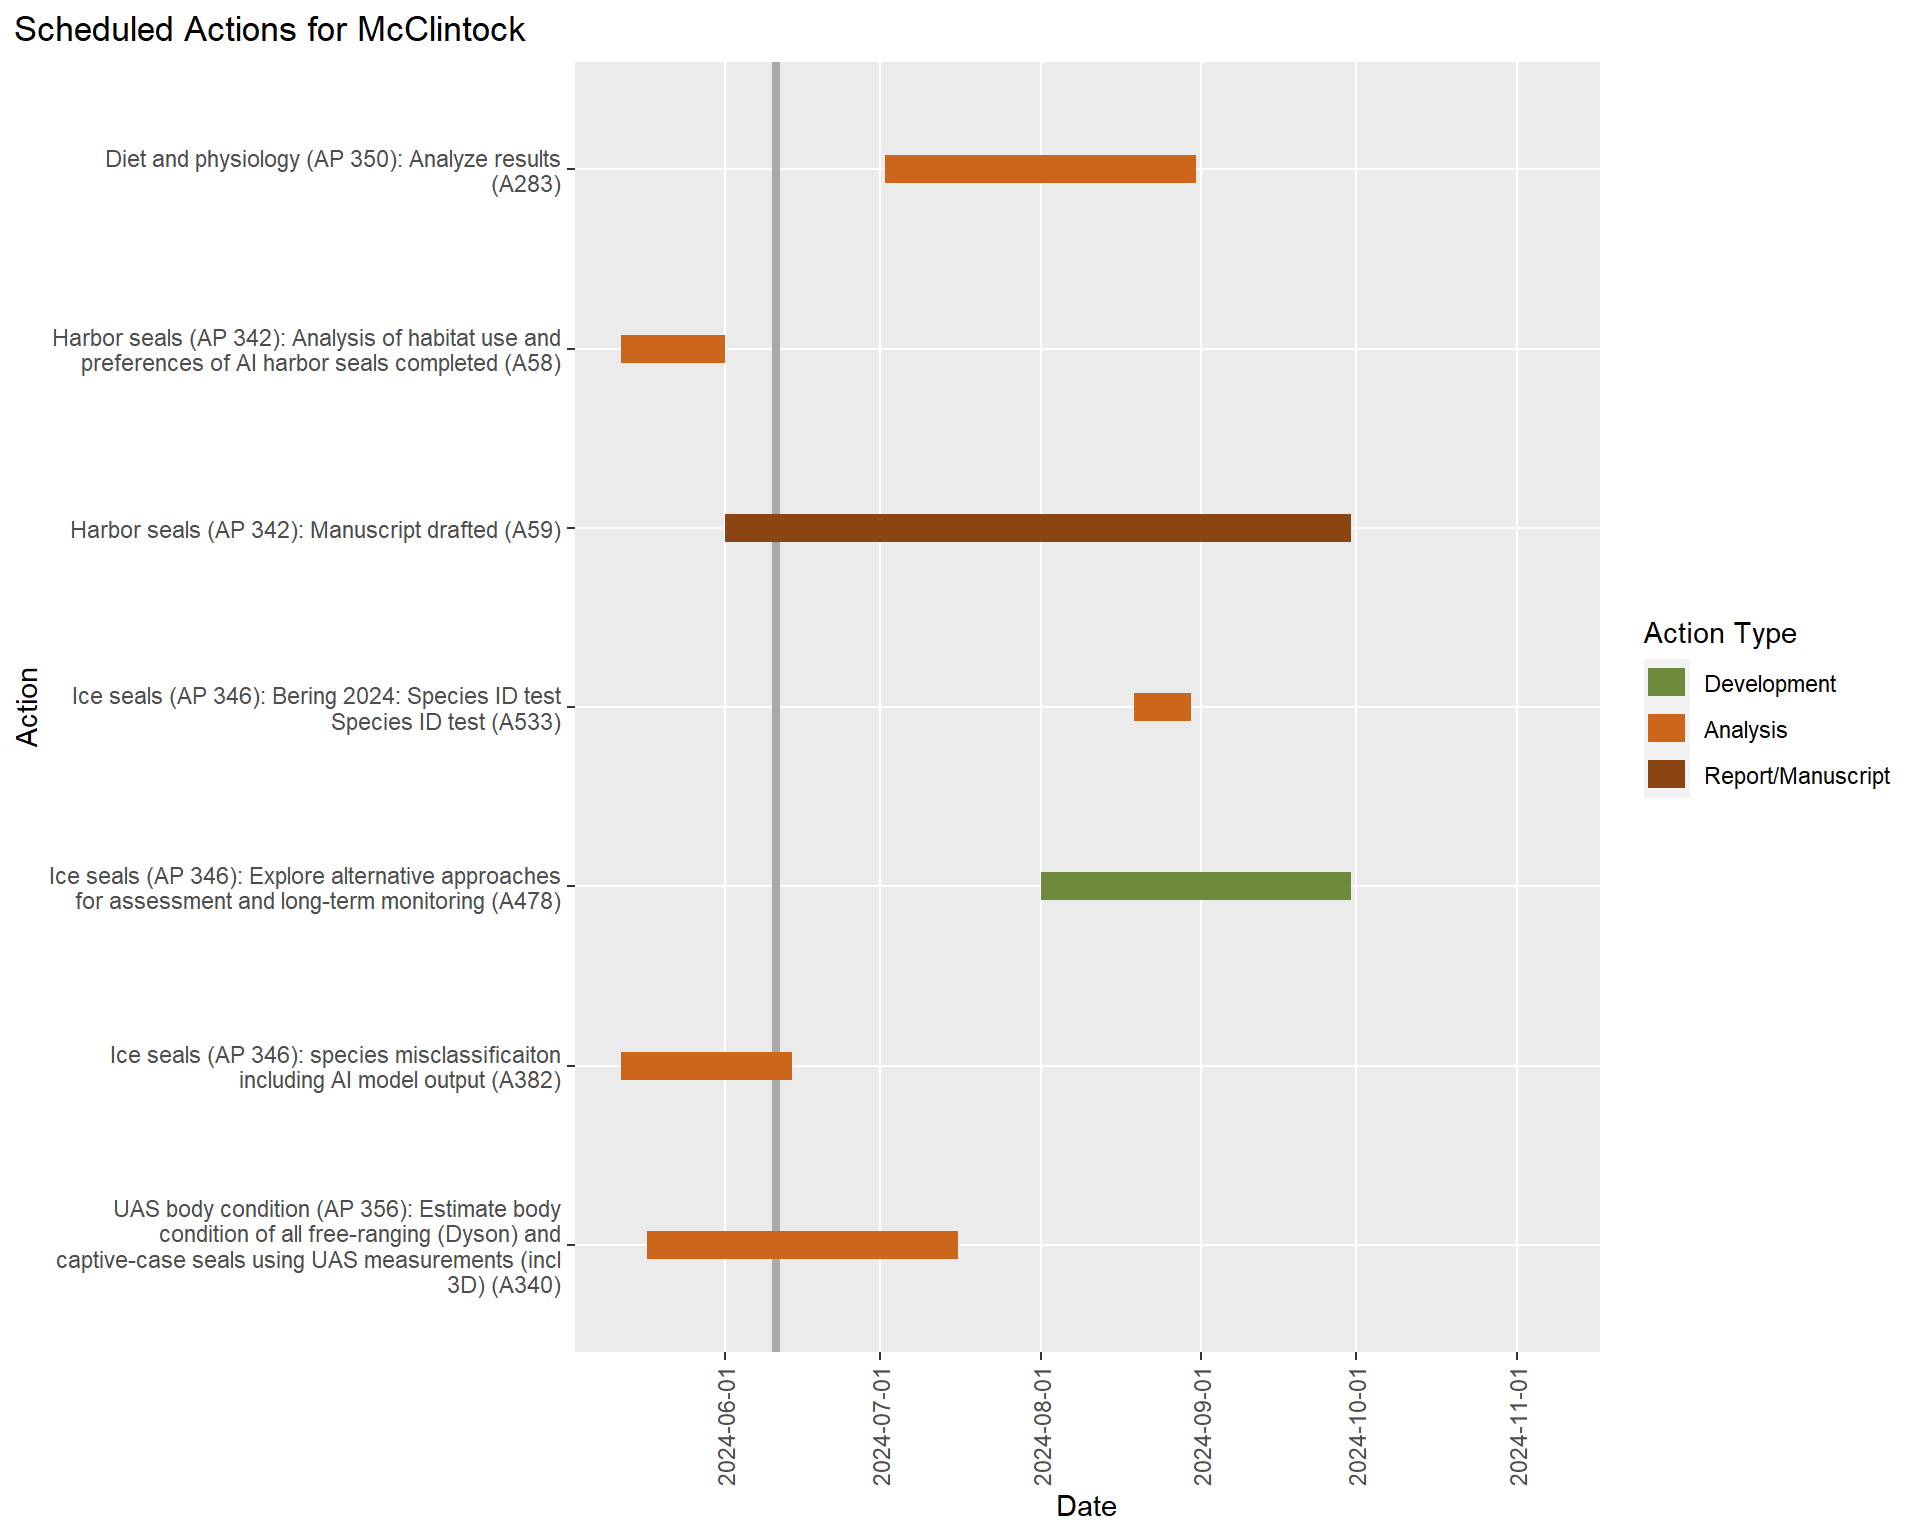 Scheduled Actions for McClintock
Diet and physiology (AP 350): Analyze results
(A283)
Harbor seals (AP 342): Analysis of habitat use and
preferences of AI harbor seals completed (A58)
Harbor seals (AP 342): Manuscript drafted (A59)
Ice seals (AP 346): Bering 2024: Species ID test
Species ID test (A533)
Ice seals (AP 346): Explore alternative approaches
for assessment and long-term monitoring (A478)
Ice seals (AP 346): species misclassificaiton
including AI model output (A382)
UAS body condition (AP 356): Estimate body
condition of all free-ranging (Dyson) and
captive-case seals using UAS measurements (incl
3D) (A340)
Action
2024-06-01
2024-07-01
2024-08-01
2024-09-01
2024-10-01
2024-11-01
Date
Action Type
Development
Analysis
Report/Manuscript